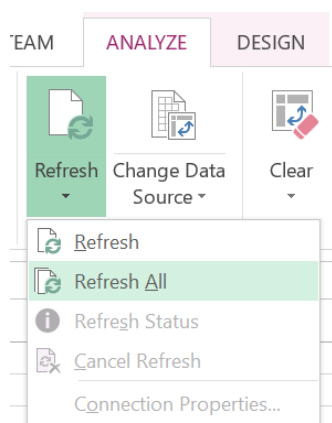 TEAM ANALYZE DESIGN
Refresh Change Data Source Clear
Refresh
Refresh All
Refresh Status
Cancel Refresh
Connection Properties...